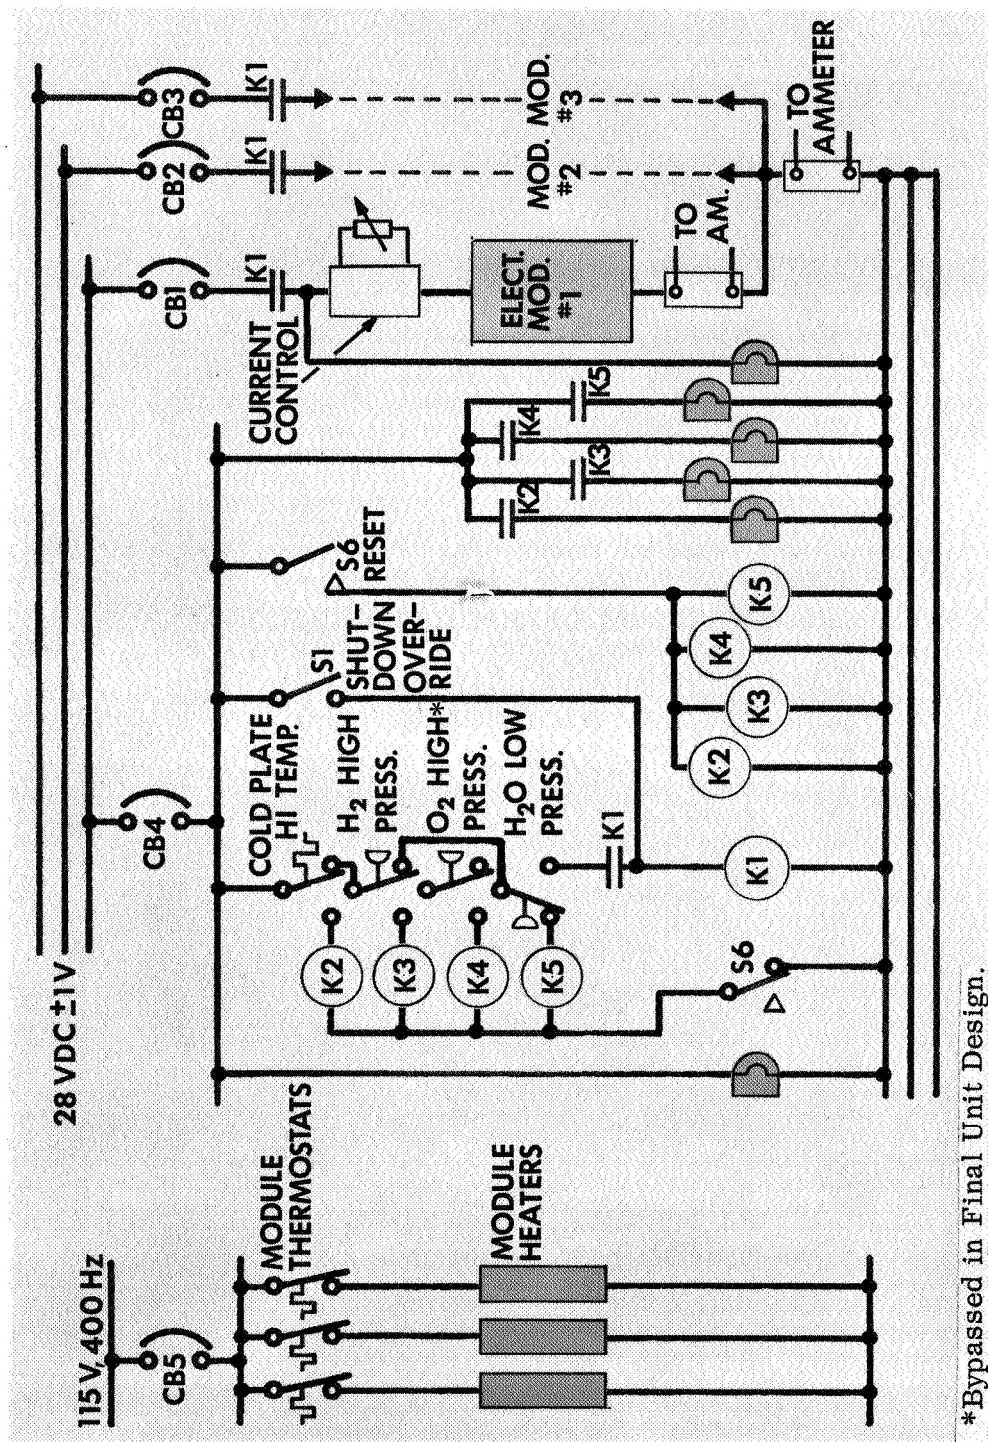 115 V, 400 Hz
28 VDC ± 1 V
CB5
CB4
CB1
CB2
CB3
K1
K1
K1
MODULE
THERMOSTATS
MODULE
HEATERS
COLD PLATE
HI TEMP.
H2 HIGH
PRESS.
O2 HIGH*
PRESS.
H2O LOW
PRESS.
K2
K3
K4
K5
S6
K1
K1
S1
SHUT-
DOWN
OVER-
RIDE
S6
RESET
K2
K3
K4
K5
K2
K3
K4
K5
CURRENT
CONTROL
ELECT.
MOD.
#1
MOD.
#2
MOD.
#3
TO
AM.
TO
AMMETER
*Bypassed in Final Unit Design.